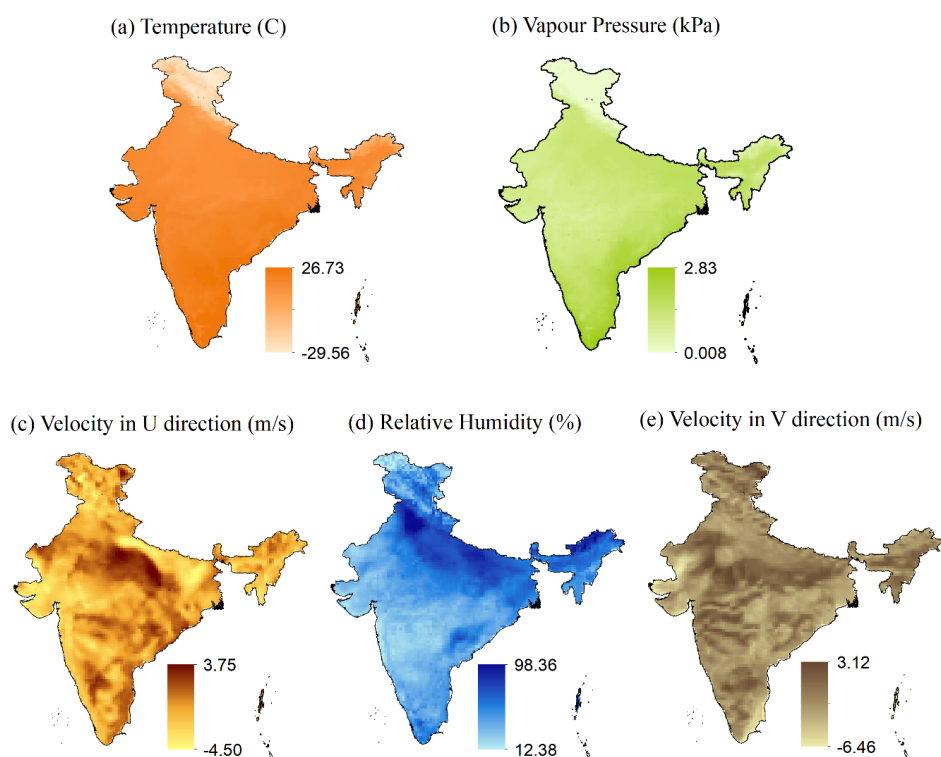 (a) Temperature (C)
(b) Vapour Pressure (kPa)
26.73
-29.56
2.83
0.008
(c) Velocity in U direction (m/s)
(d) Relative Humidity (%)
(e) Velocity in V direction (m/s)
3.75
-4.50
98.36
12.38
3.12
-6.46